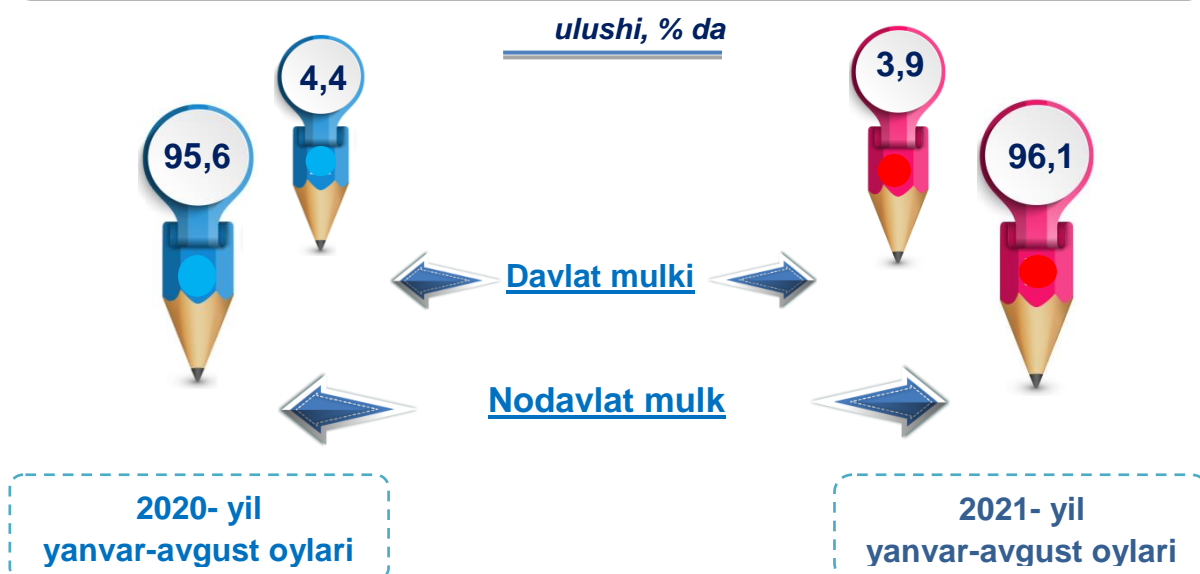 ulushi, % da
4,4
3,9
95,6
96,1
Davlat mulki
Nodavlat mulk
2020- yil
yanvar-avgust oylari
2021- yil
yanvar-avgust oylari